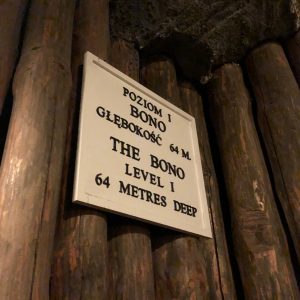 POZIOM I
BONO
GŁĘBOKOŚĆ 64 M.
THE BONO
LEVEL I
64 METRES DEEP